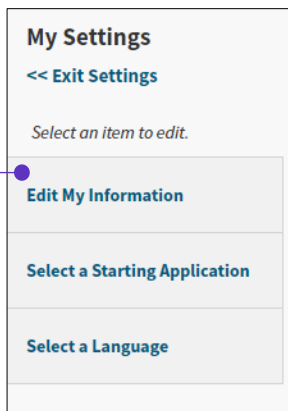 My Settings
<< Exit Settings
Select an item to edit.
Edit My Information
Select a Starting Application
Select a Language